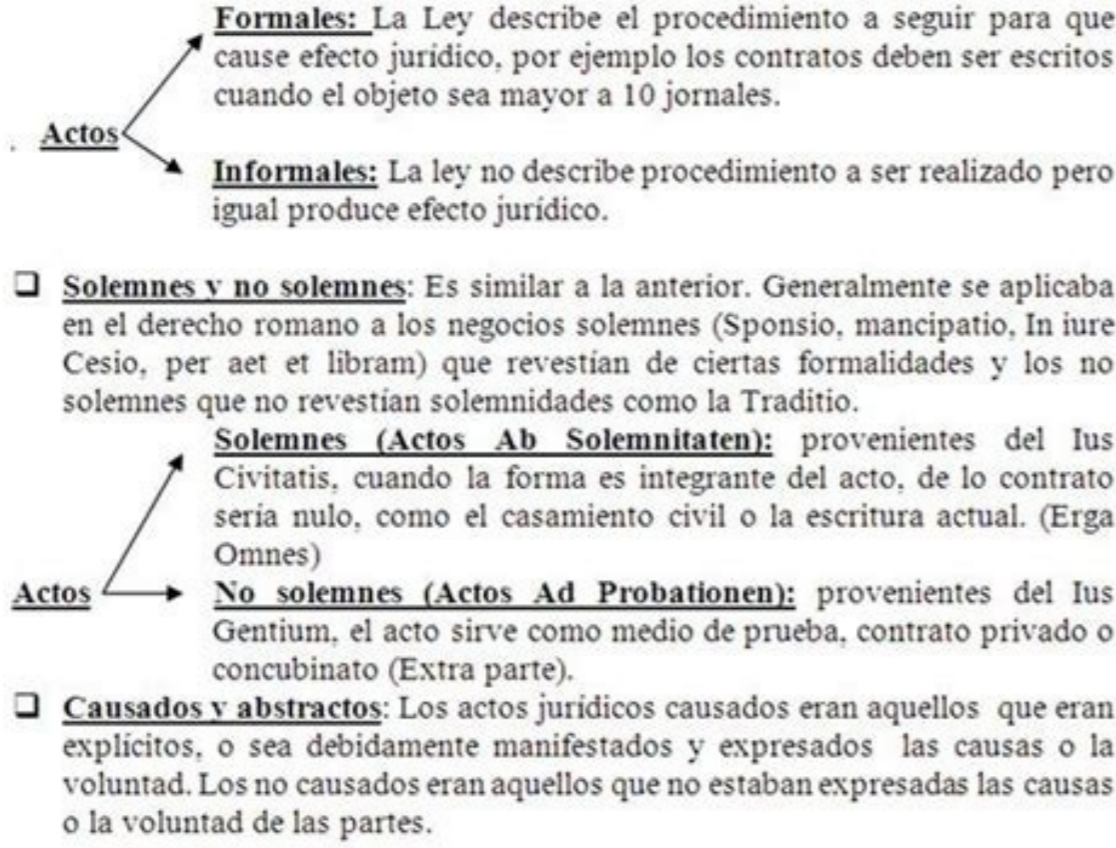 Formales: La Ley describe el procedimiento a seguir para que
cause efecto jurídico, por ejemplo los contratos deben ser escritos
cuando el objeto sea mayor a 10 jornales.
. Actos
Informales: La ley no describe procedimiento a ser realizado pero
igual produce efecto jurídico.
❑ Solemnes y no solemnes: Es similar a la anterior. Generalmente se aplicaba
en el derecho romano a los negocios solemnes (Sponsio, mancipatio, In iure
Cesio, per aet et libram) que revestían de ciertas formalidades y los no
solemnes que no revestían solemnidades como la Traditio.
Solemnes (Actos Ab Solemnitaten): provenientes del Ius
Civitatis, cuando la forma es integrante del acto, de lo contrato
sería nulo, como el casamiento civil o la escritura actual. (Erga
Omnes)
Actos
No solemnes (Actos Ad Probationen): provenientes del Ius
Gentium, el acto sirve como medio de prueba, contrato privado o
concubinato (Extra parte).
❑ Causados y abstractos: Los actos jurídicos causados eran aquellos que eran
explícitos, o sea debidamente manifestados y expresados las causas o la
voluntad. Los no causados eran aquellos que no estaban expresadas las causas
o la voluntad de las partes.